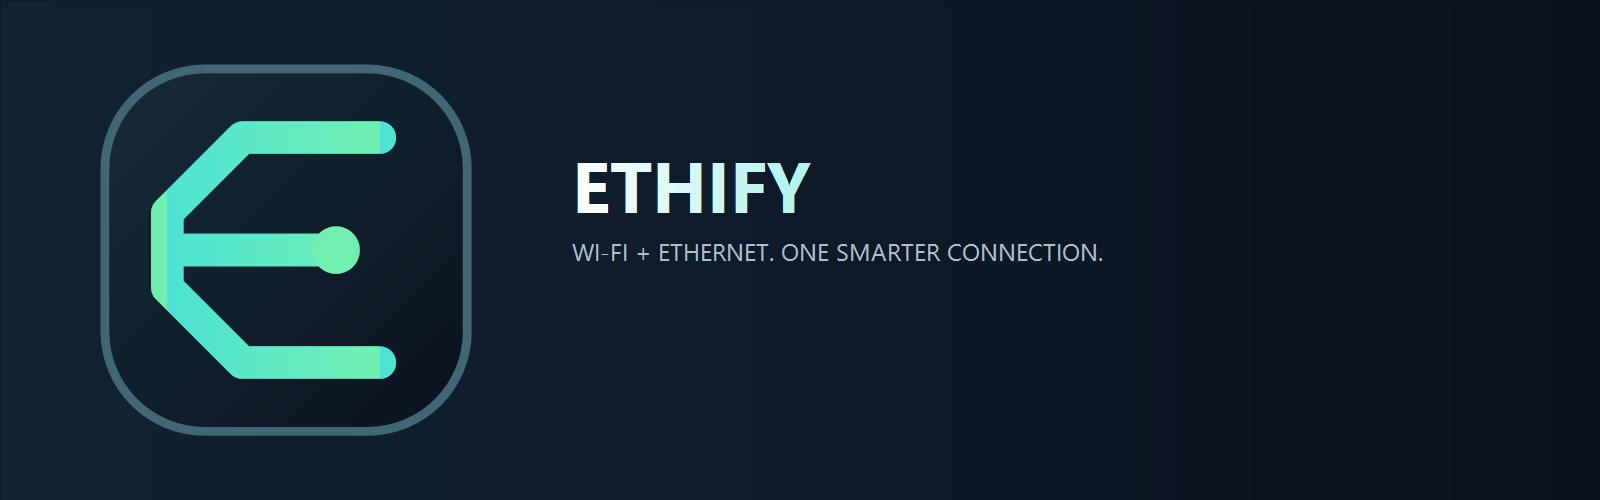 ETHIFY
WI-FI + ETHERNET. ONE SMARTER CONNECTION.